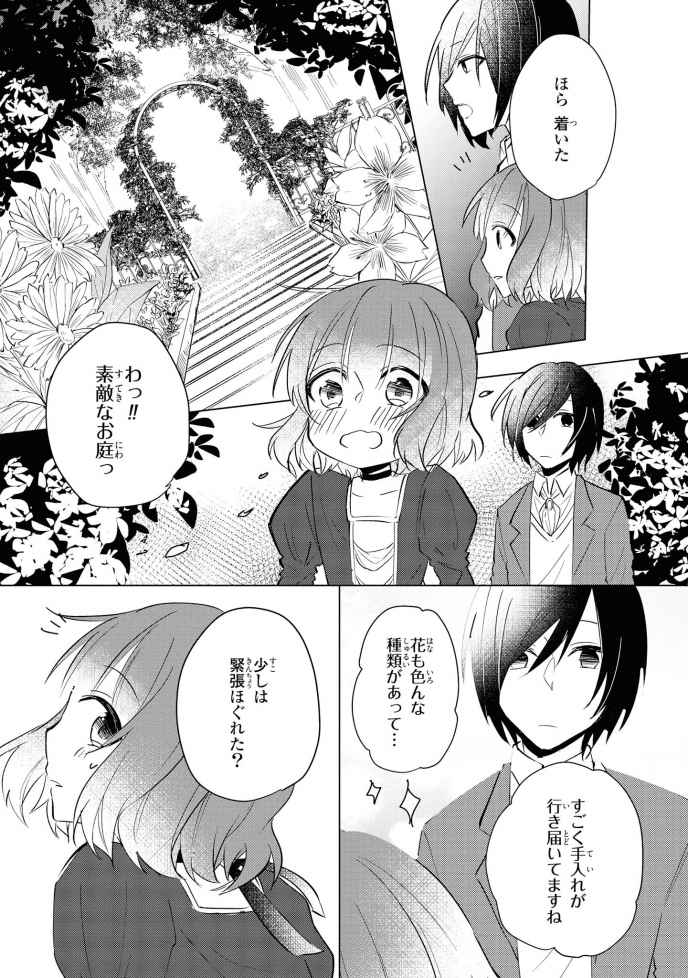 ほら 着いた
わっ!!
素敵なお庭っ
花も色んな
種類があって…
すごく手入れが
行き届いてますね
少しは
緊張ほぐれた？